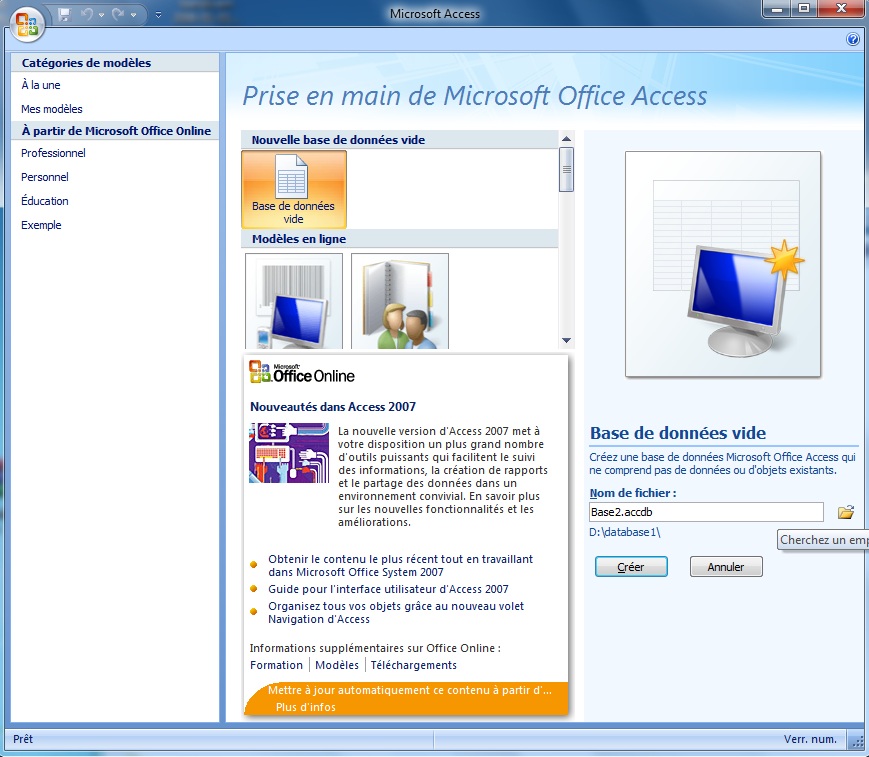 Microsoft Access
Catégories de modèles
À la une
Mes modèles
À partir de Microsoft Office Online
Professionnel
Personnel
Éducation
Exemple
Prise en main de Microsoft Office Access
Nouvelle base de données vide
Base de données
vide
Modèles en ligne
Microsoft
Office Online
Nouveautés dans Access 2007
La nouvelle version d'Access 2007 met à
votre disposition un plus grand nombre
d'outils puissants qui facilitent le suivi
des informations, la création de rapports
et le partage des données dans un
environnement convivial. En savoir plus
sur les nouvelles fonctionnalités et les
améliorations.
Obtenir le contenu le plus récent tout en travaillant
dans Microsoft Office System 2007
Guide pour l'interface utilisateur d'Access 2007
Organisez tous vos objets grâce au nouveau volet
Navigation d'Access
Informations supplémentaires sur Office Online :
Formation | Modèles | Téléchargements
Mettre à jour automatiquement ce contenu à partir d'...
Plus d'infos
Base de données vide
Créez une base de données Microsoft Office Access qui
ne comprend pas de données ou d'objets existants.
Nom de fichier :
Base2.accdb
D:\database1\
Cherchez un emp
Créer
Annuler
Prêt
Verr. num.